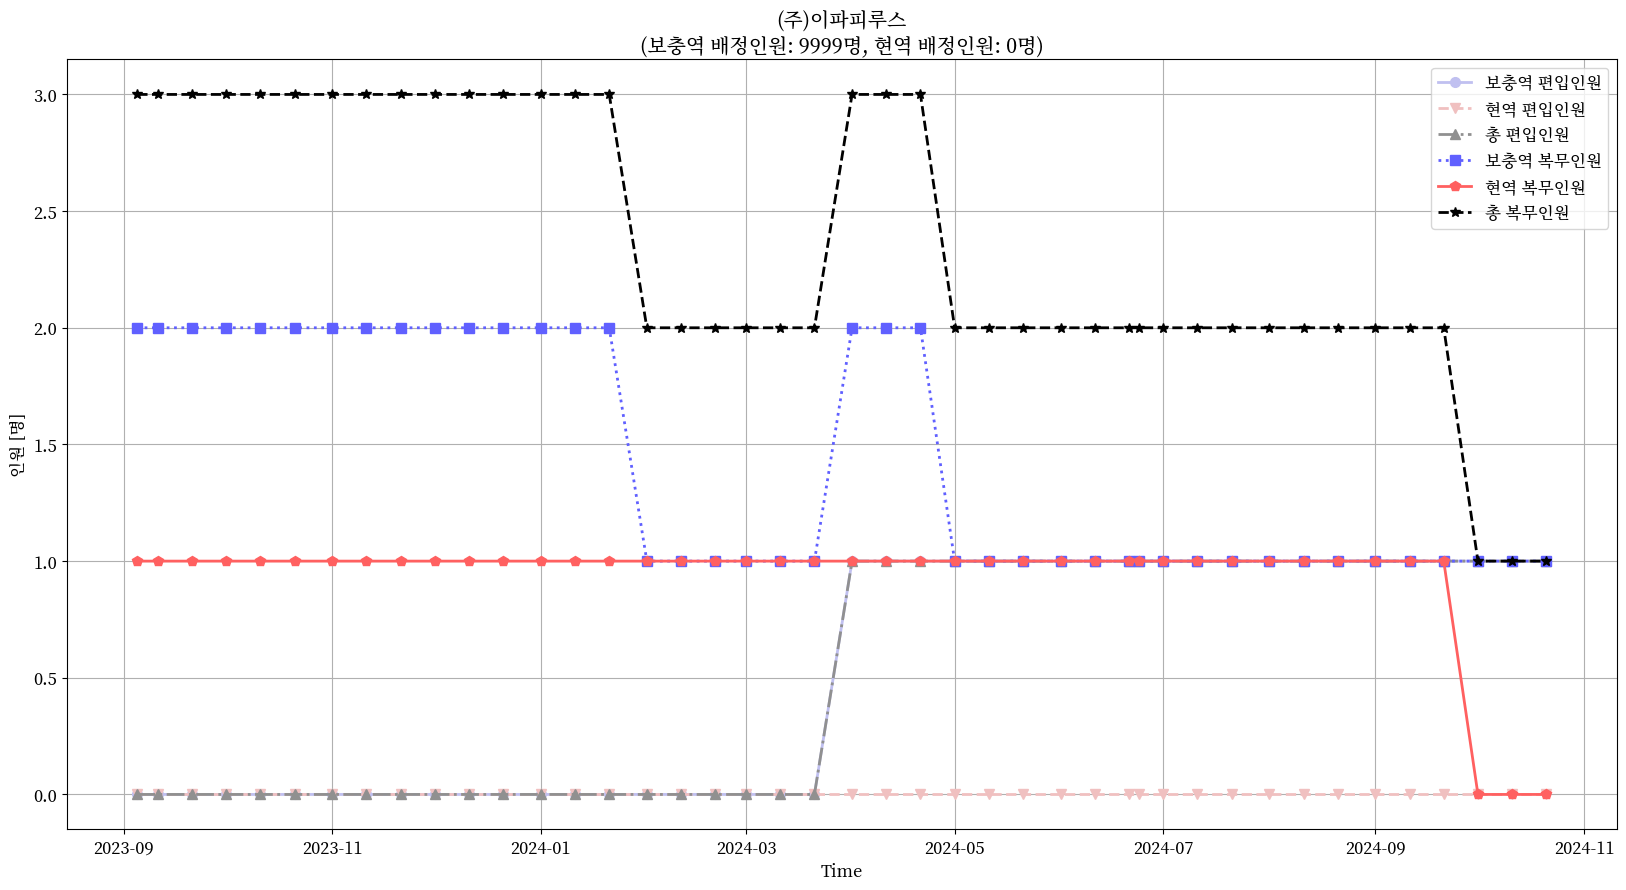 (주)이파피루스
(보충역 배정인원: 9999명, 현역 배정인원: 0명)
보충역 편입인원
현역 편입인원
총 편입인원
보충역 복무인원
현역 복무인원
총 복무인원
인원 [명]
3.0
2.5
2.0
1.5
1.0
0.5
0.0
2023-09 2023-11 2024-01 2024-03 2024-05 2024-07 2024-09 2024-11
Time